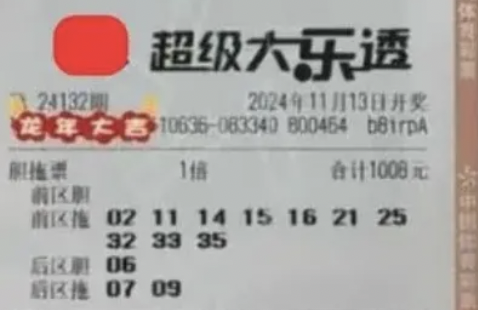 超级大乐透
24132期 2024年11月13日开奖
龙年大吉 10636-083340 800464 b8irpA
胆拖票 1倍 合计1008元
前区胆
前区拖 02 11 14 15 16 21 25
32 33 35
后区胆 06
后区拖 07 09
体育彩票
中国体育彩票